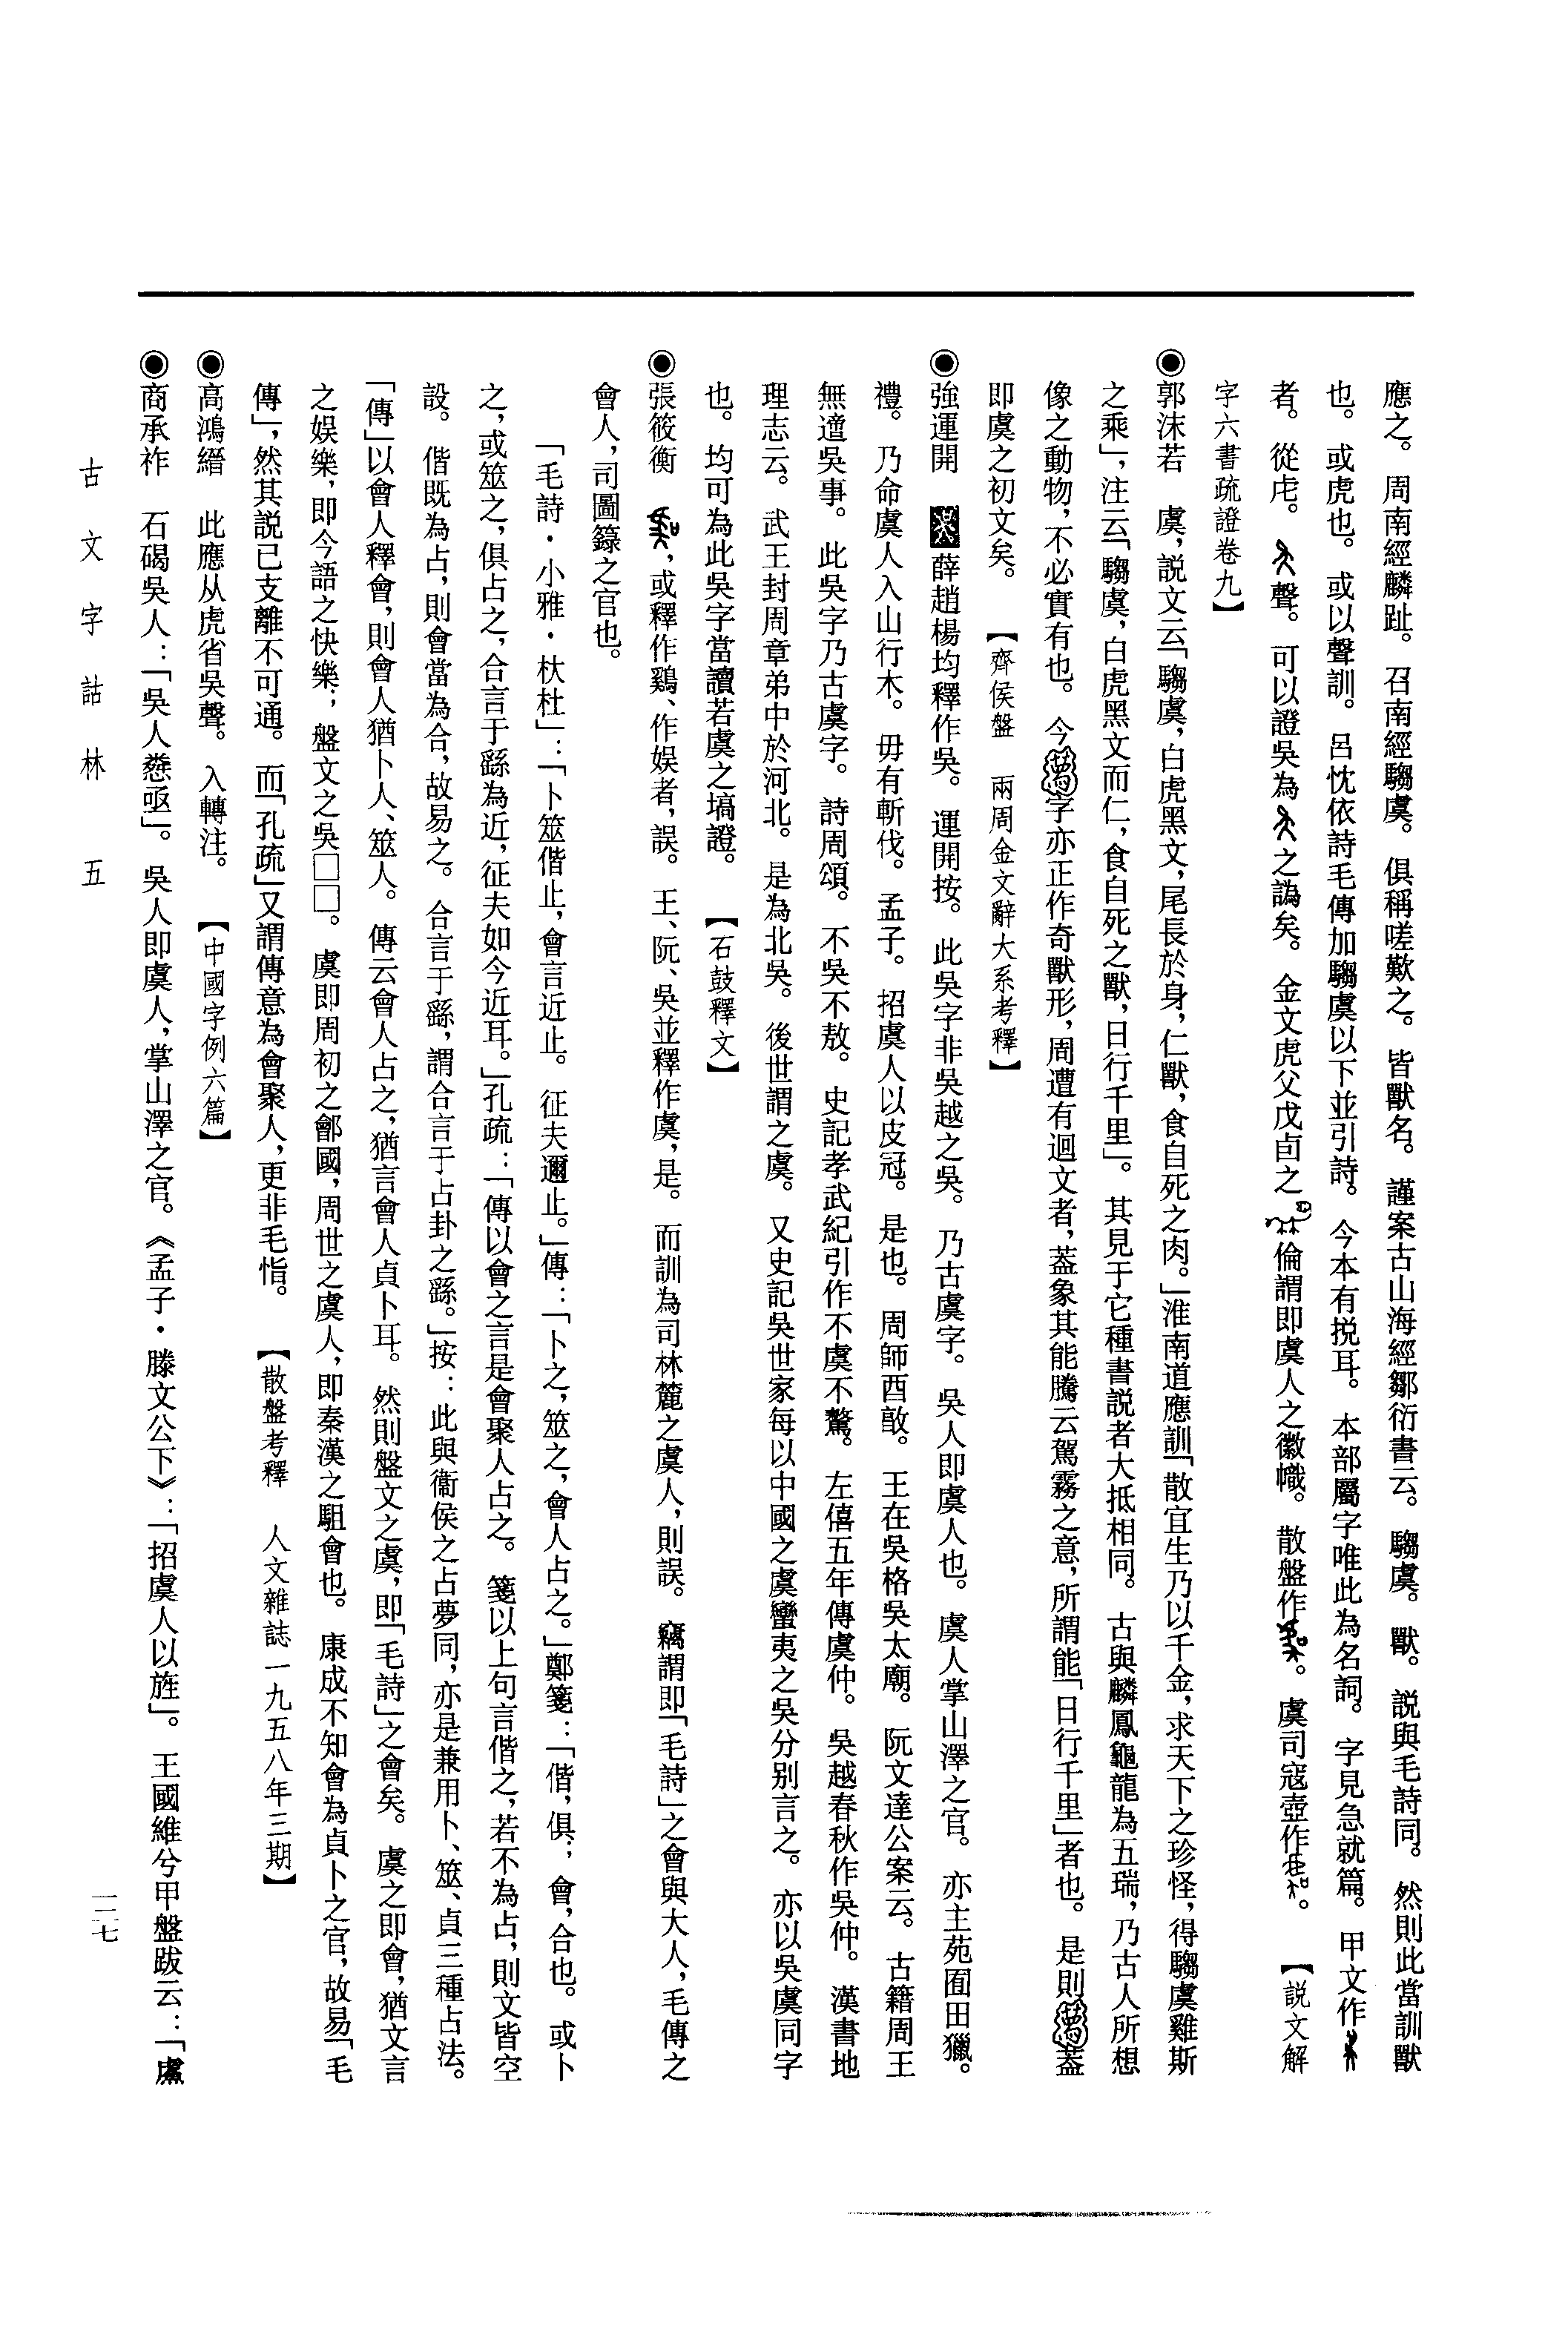 應之。周南經麟趾。召南經騶虞。俱稱嗟歎之。皆獸名。謹案古山海經鄒衍書云。騶虞。獸。説與毛詩同。然則此當訓獸
也。或虎也。或以聲訓。呂忱依詩毛傳加騶虞以下並引詩。今本有挩耳。本部屬字唯此為名詞。字見急就篇。甲文作
者。從虍。聲。可以證吳為之譌矣。金文虎父戊卣之倫謂即虞人之徽幟。散盤作。虞司寇壺作。【説文解
字六書疏證卷九】
◉郭沫若　虞，説文云「騶虞，白虎黑文，尾長於身，仁獸，食自死之肉。」淮南道應訓「散宜生乃以千金，求天下之珍怪，得騶虞雞斯
之乘」，注云「騶虞，白虎黑文而仁，食自死之獸，日行千里」。其見于它種書説者大抵相同。古與麟鳳龜龍為五瑞，乃古人所想
像之動物，不必實有也。今字亦正作奇獸形，周遭有迴文者，葢象其能騰云駕霧之意，所謂能「日行千里」者也。是則葢
即虞之初文矣。【齊侯盤　兩周金文辭大系考釋】
◉強運開　薛趙楊均釋作吳。運開按。此吳字非吳越之吳。乃古虞字。吳人即虞人也。虞人掌山澤之官。亦主苑囿田獵。
禮。乃命虞人入山行木。毋有斬伐。孟子。招虞人以皮冠。是也。周師酉敦。王在吳格吳太廟。阮文達公案云。古籍周王
無適吳事。此吳字乃古虞字。詩周頌。不吳不敖。史記孝武紀引作不虞不驁。左僖五年傳虞仲。吳越春秋作吳仲。漢書地
理志云。武王封周章弟中於河北。是為北吳。後世謂之虞。又史記吳世家每以中國之虞蠻夷之吳分別言之。亦以吳虞同字
也。均可為此吳字當讀若虞之塙證。【石鼓釋文】
◉張筱衡　，或釋作鷄、作娱者，誤。王、阮、吳並釋作虞，是。而訓為司林麓之虞人，則誤。竊謂即「毛詩」之會與大人，毛傳之
會人，司圖籙之官也。
「毛詩・小雅・杕杜」：「卜筮偕止，會言近止。征夫邇止。」傳：「卜之，筮之，會人占之。」鄭箋：「偕，俱；會，合也。或卜
之，或筮之，俱占之，合言于繇為近，征夫如今近耳。」孔疏：「傳以會之言是會聚人占之。箋以上句言偕之，若不為占，則文皆空
設。偕既為占，則會當為合，故易之。合言于繇，謂合言于占卦之繇。」按：此與衞侯之占夢同，亦是兼用卜、筮、貞三種占法。
「傳」以會人釋會，則會人猶卜人、筮人。傳云會人占之，猶言會人貞卜耳。然則盤文之虞，即「毛詩」之會矣。虞之即會，猶文言
之娱樂，即今語之快樂；盤文之吳□□。虞即周初之鄶國，周世之虞人，即秦漢之駔會也。康成不知會為貞卜之官，故易「毛
傳」，然其説已支離不可通。而「孔疏」又謂傳意為會聚人，更非毛恉。【散盤考釋　人文雜誌一九五八年三期】
◉高鴻縉　此應从虎省吳聲。入轉注。【中國字例六篇】
◉商承祚　石碣吳人：「吳人憗亟」。吳人即虞人，掌山澤之官。《孟子・滕文公下》：「招虞人以旌」。王國維兮甲盤跋云：「䖒
古文字詁林　五
一二七